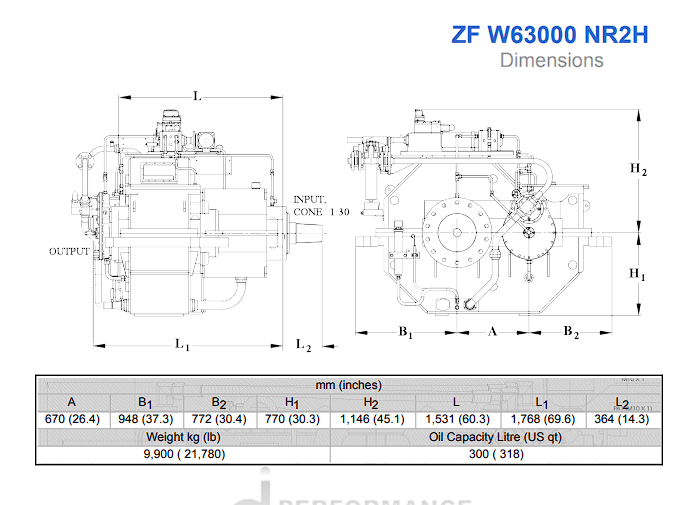 ZF W63000 NR2H
Dimensions
L
H2
INPUT,
CONE 1 30
OUTPUT
H1
L1 L2 B1 A B2
mm (inches)
A B1 B2 H1 H2 L L1 L2
670 (26.4) 948 (37.3) 772 (30.4) 770 (30.3) 1,146 (45.1) 1,531 (60.3) 1,768 (69.6) 364 (14.3)
Weight kg (lb) Oil Capacity Litre (US qt)
9,900 ( 21,780) 300 ( 318)
PERFORMANCE